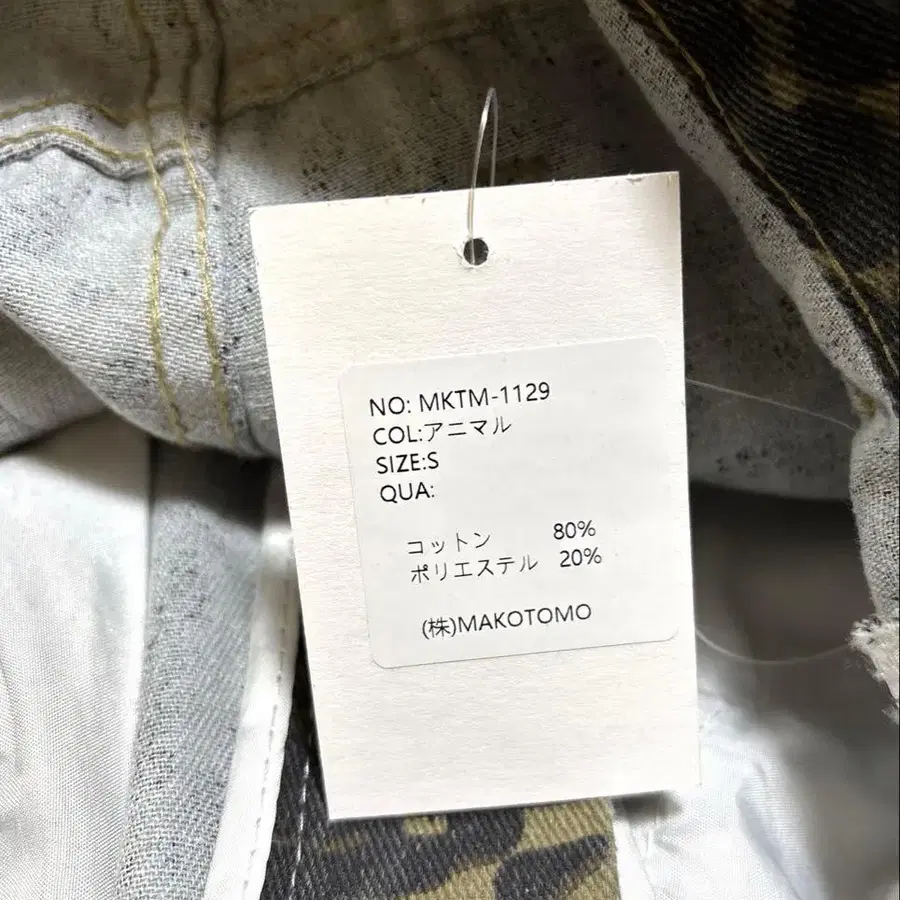 NO: MKTM-1129
COL:アニマル
SIZE:S
QUA:
コットン 80%
ポリエステル 20%
(株)MAKOTOMO